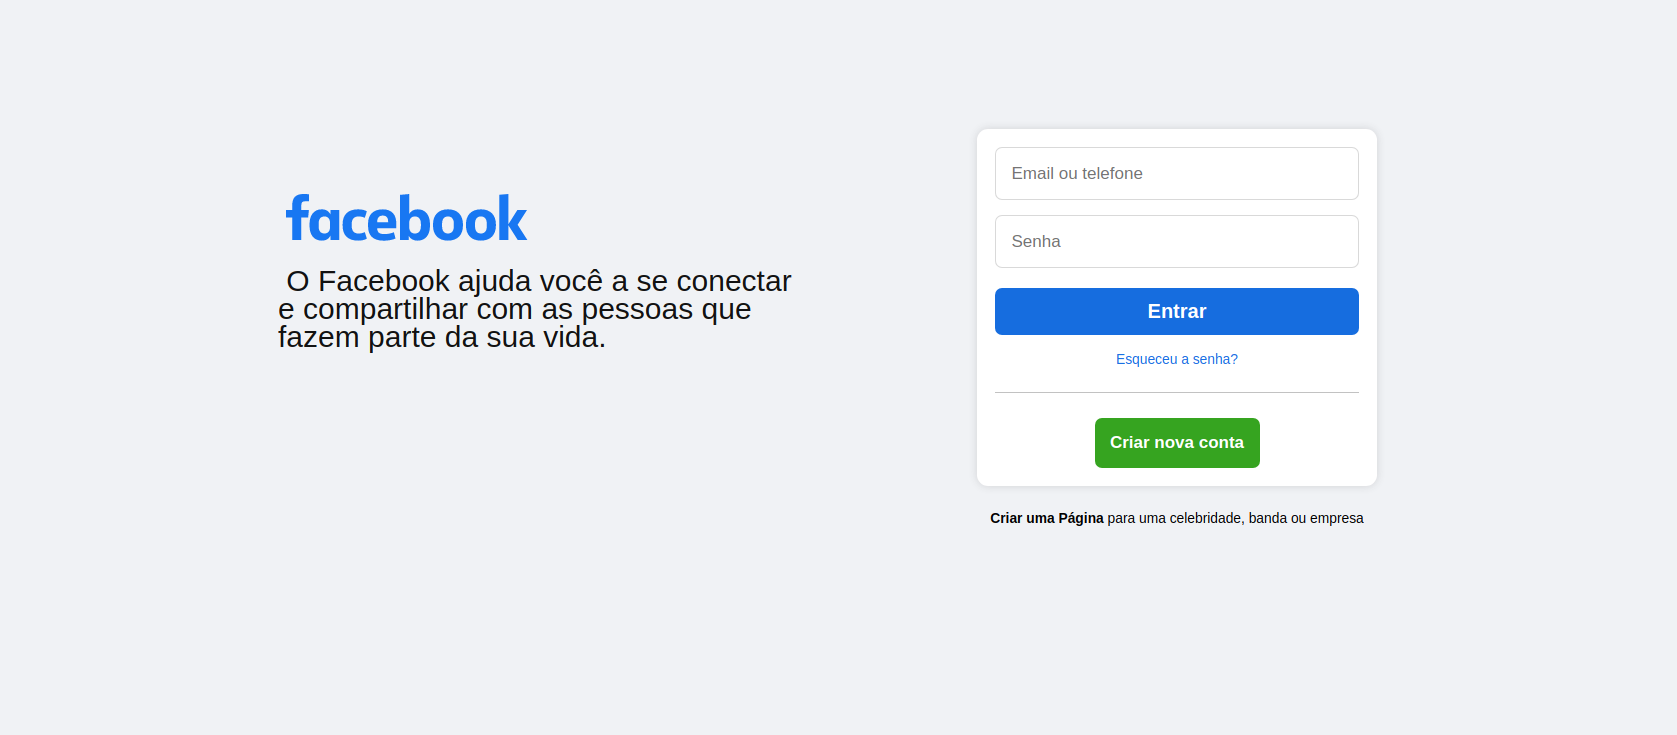 facebook
O Facebook ajuda você a se conectar
e compartilhar com as pessoas que
fazem parte da sua vida.
Email ou telefone
Senha
Entrar
Esqueceu a senha?
Criar nova conta
Criar uma Página para uma celebridade, banda ou empresa